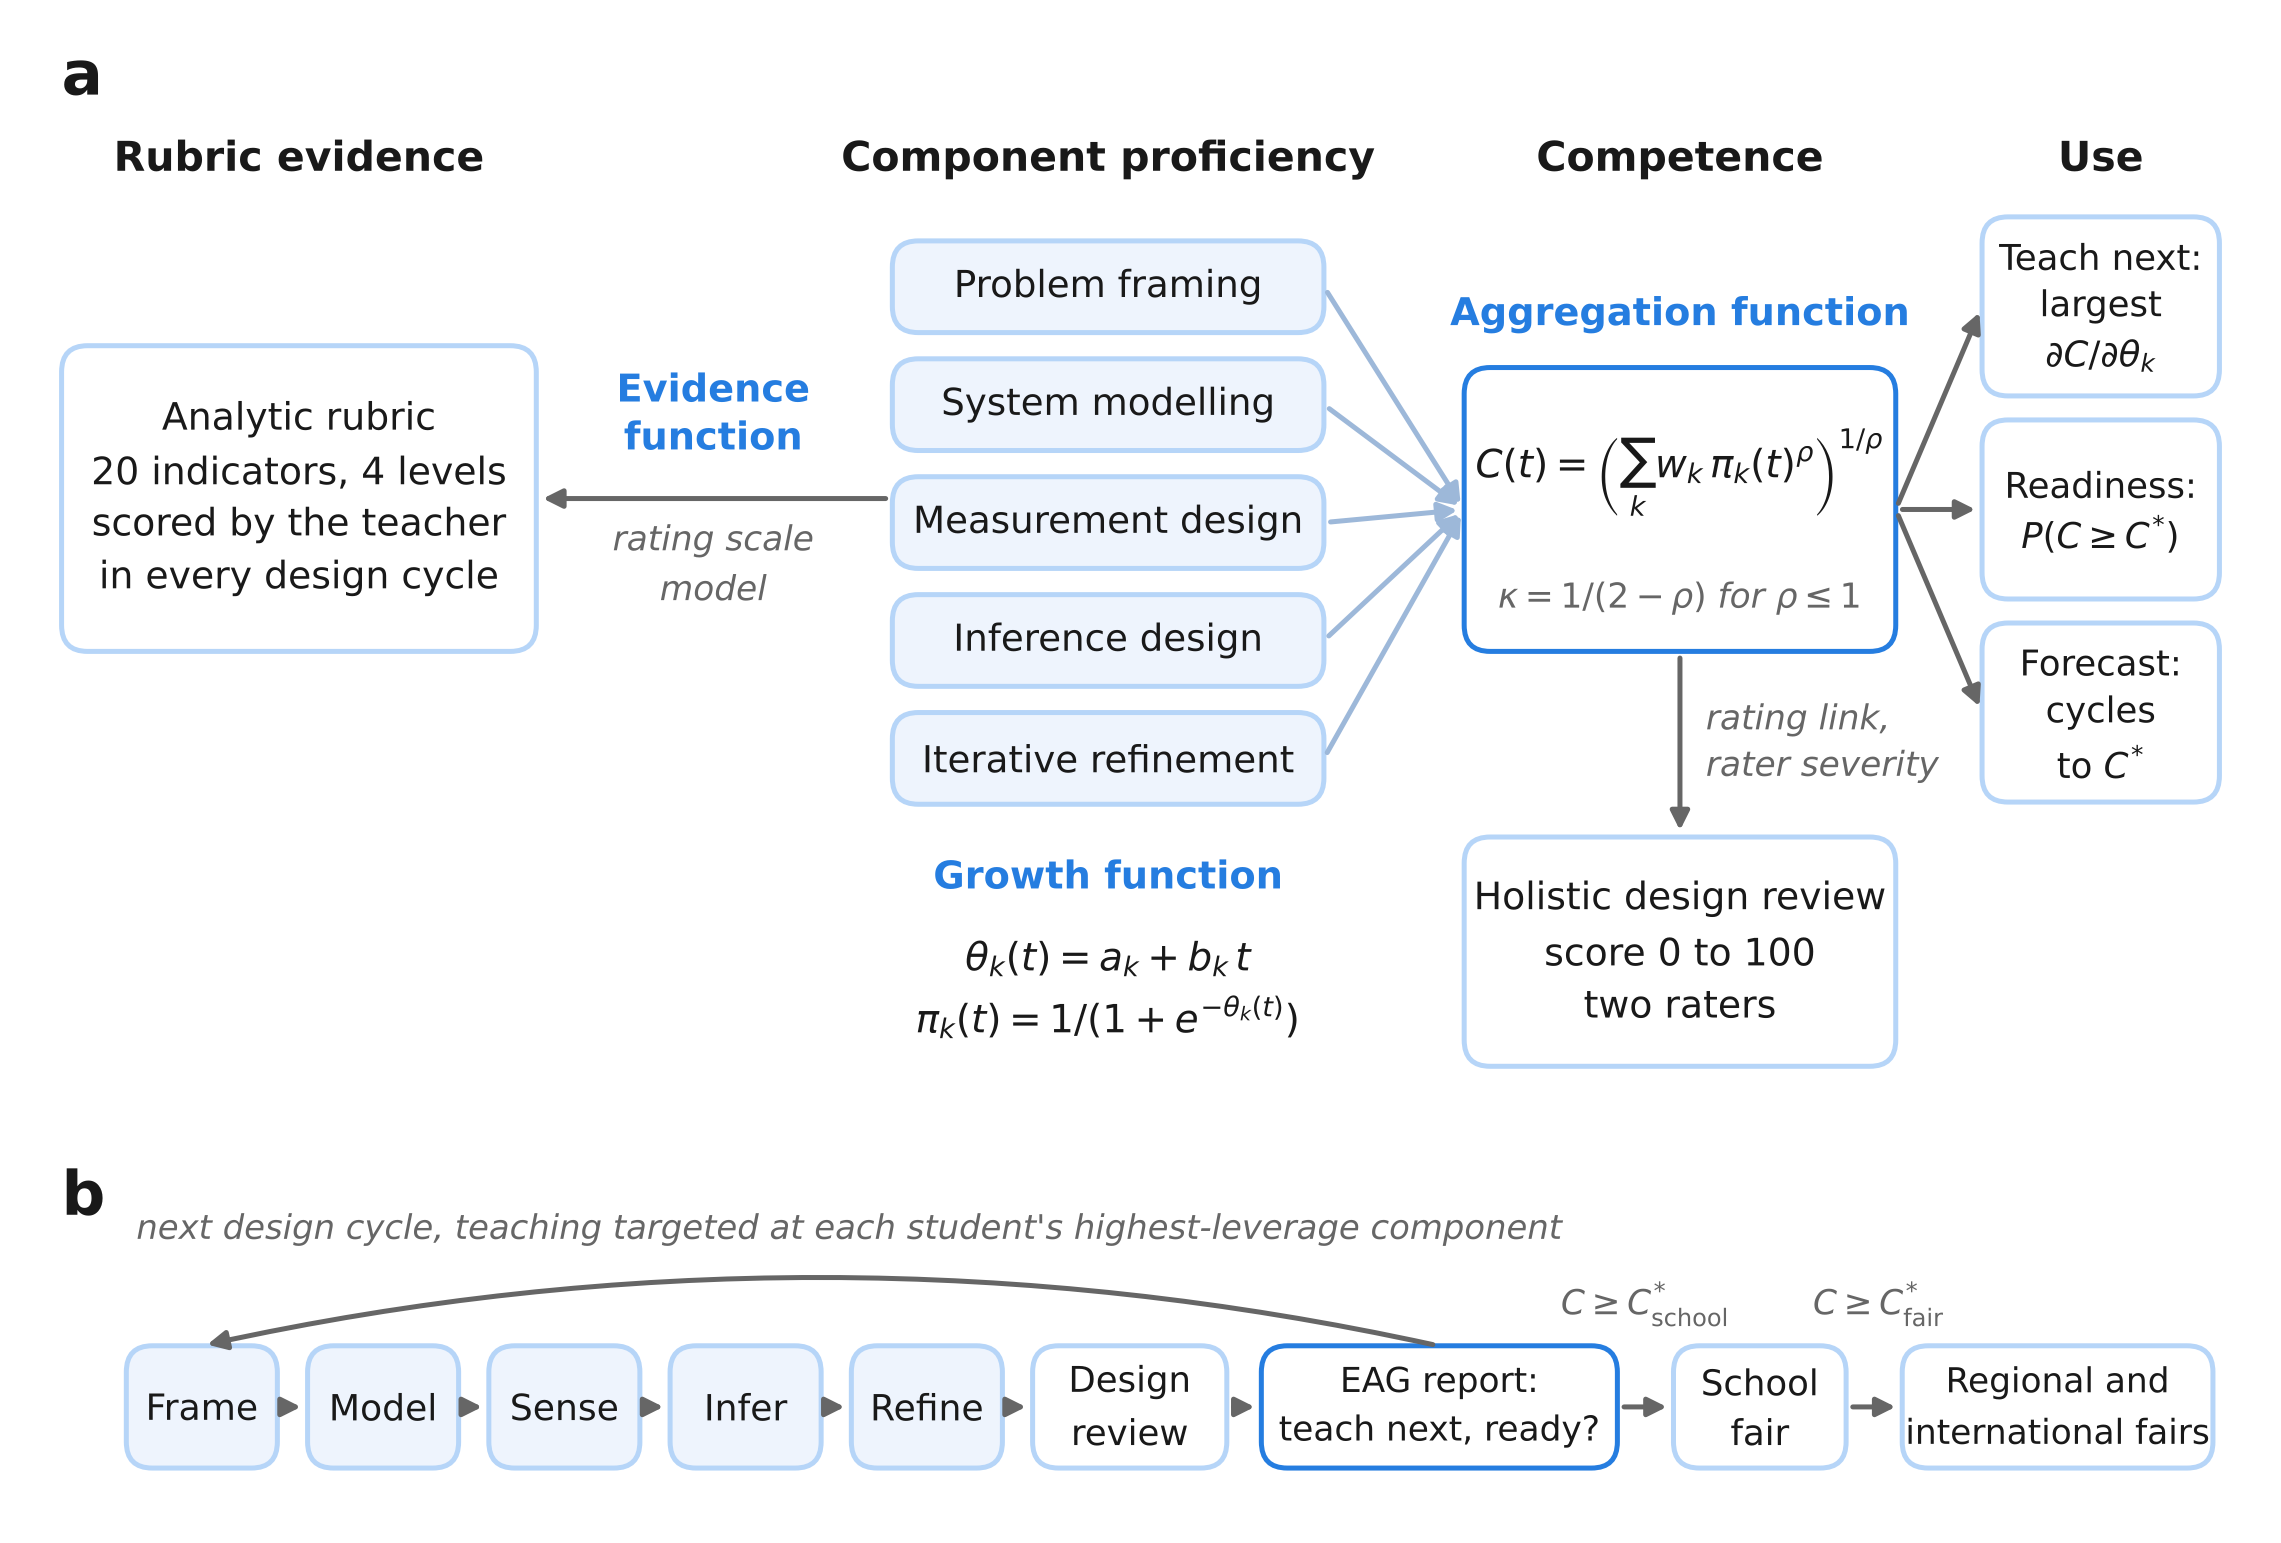 a
Rubric evidence
Component proficiency
Competence
Use
Analytic rubric
20 indicators, 4 levels
scored by the teacher
in every design cycle
Evidence
function
rating scale
model
Problem framing
System modelling
Measurement design
Inference design
Iterative refinement
Growth function
θ_k(t) = a_k + b_k t
π_k(t) = 1/(1 + e^{−θ_k(t)})
Aggregation function
C(t) = (∑_k w_k π_k(t)^ρ)^{1/ρ}
κ = 1/(2 − ρ) for ρ ≤ 1
rating link,
rater severity
Holistic design review
score 0 to 100
two raters
Teach next:
largest
∂C/∂θ_k
Readiness:
P(C ≥ C*)
Forecast:
cycles
to C*
b
next design cycle, teaching targeted at each student's highest-leverage component
C ≥ C*_school
C ≥ C*_fair
Frame
Model
Sense
Infer
Refine
Design
review
EAG report:
teach next, ready?
School
fair
Regional and
international fairs